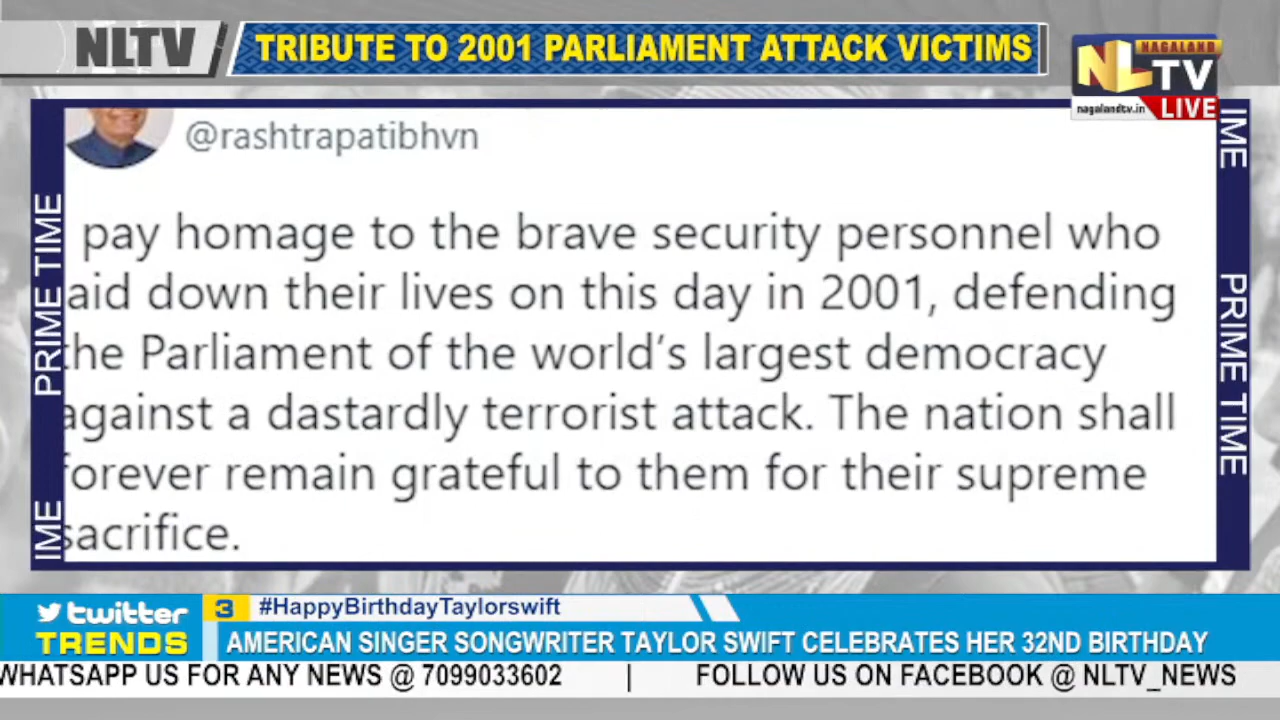 NLTV
TRIBUTE TO 2001 PARLIAMENT ATTACK VICTIMS
NAGALAND
NLTV
nagalandtv.in
LIVE
@rashtrapatibhvn
pay homage to the brave security personnel who
aid down their lives on this day in 2001, defending
the Parliament of the world's largest democracy
against a dastardly terrorist attack. The nation shall
forever remain grateful to them for their supreme
sacrifice.
PRIME TIME
IME
IME
PRIME TIME
twitter
TRENDS
3 #HappyBirthdayTaylorswift
AMERICAN SINGER SONGWRITER TAYLOR SWIFT CELEBRATES HER 32ND BIRTHDAY
WHATSAPP US FOR ANY NEWS @ 7099033602 | FOLLOW US ON FACEBOOK @ NLTV_NEWS